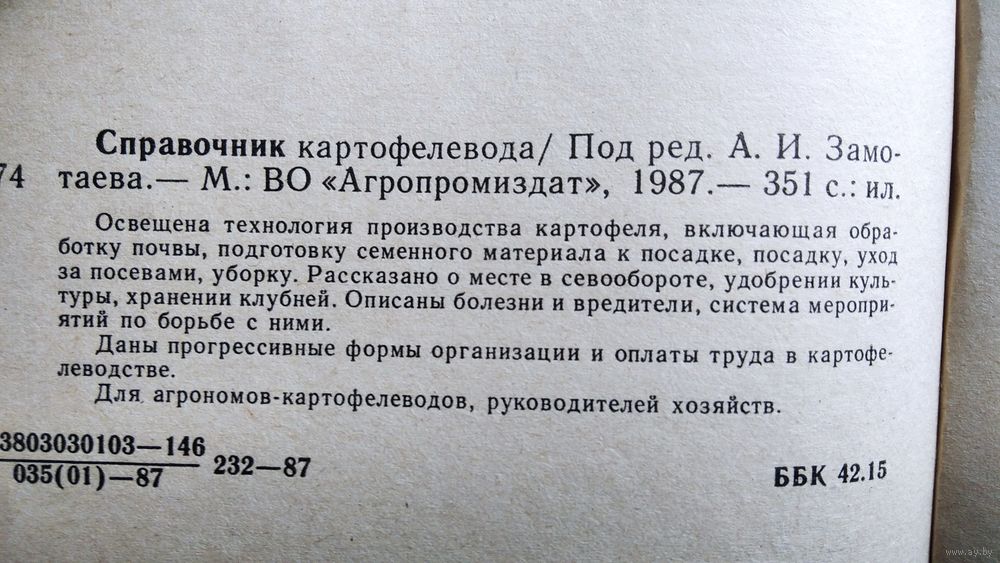 Справочник картофелевода/ Под ред. А. И. Замо-
74 таева.— М.: ВО «Агропромиздат», 1987.— 351 с.: ил.
Освещена технология производства картофеля, включающая обра-
ботку почвы, подготовку семенного материала к посадке, посадку, уход
за посевами, уборку. Рассказано о месте в севообороте, удобрении куль-
туры, хранении клубней. Описаны болезни и вредители, система меропри-
ятий по борьбе с ними.
Даны прогрессивные формы организации и оплаты труда в картофе-
леводстве.
Для агрономов-картофелеводов, руководителей хозяйств.
3803030103—146
035(01)—87 232—87
ББК 42.15
www.ay.by